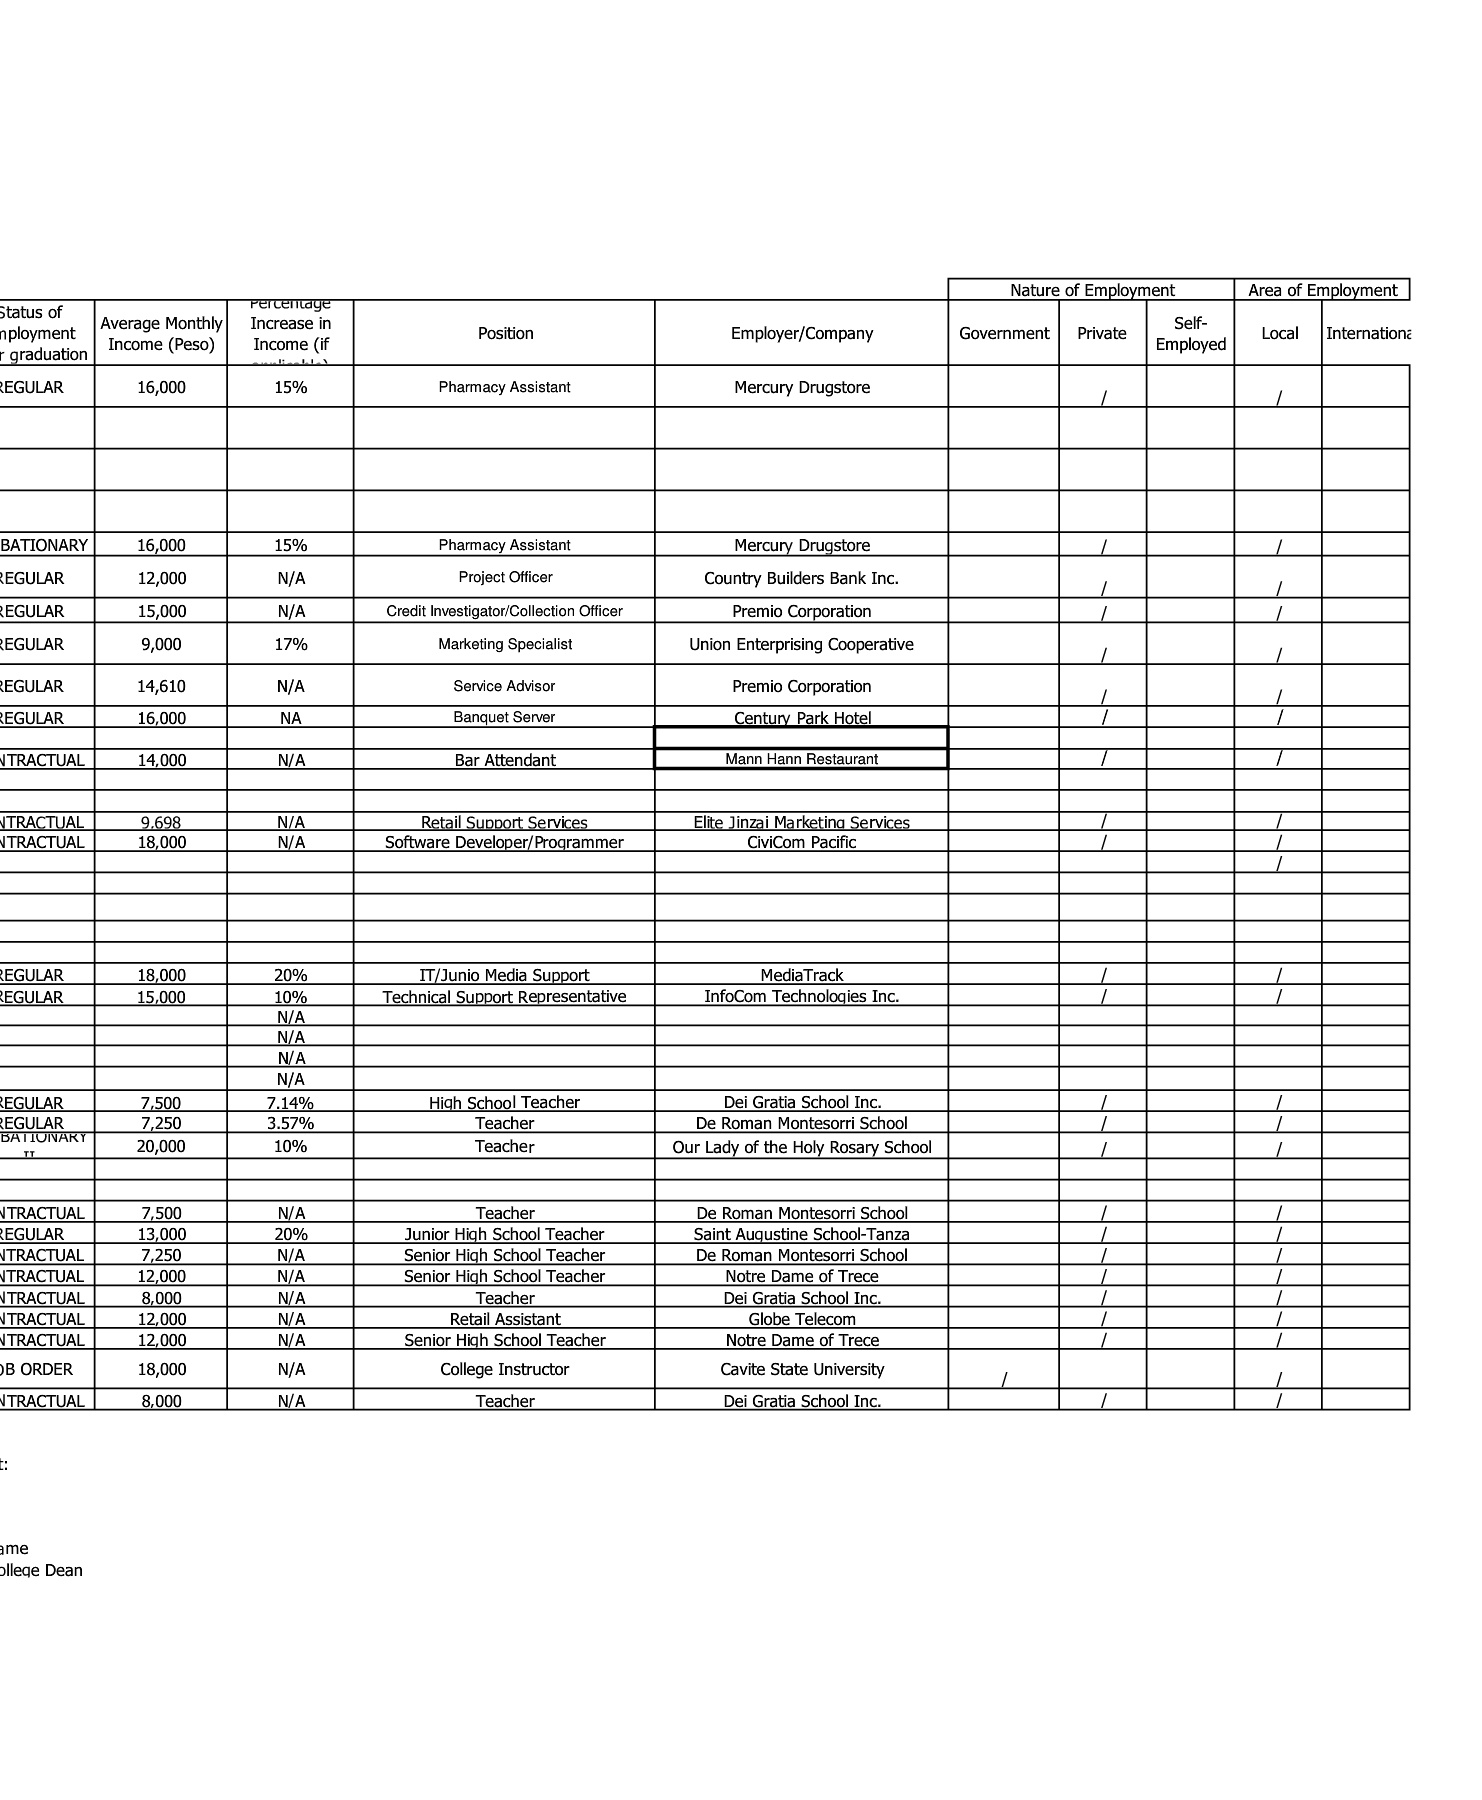 Nature of Employment Area of Employment
Status of
mployment
r graduation
Average Monthly
Income (Peso)
Percentage
Increase in
Income (if
applicable)
Position Employer/Company Government Private
Self-
Employed
Local Internationa
REGULAR 16,000 15% Pharmacy Assistant Mercury Drugstore / /
BATIONARY 16,000 15% Pharmacy Assistant Mercury Drugstore / /
REGULAR 12,000 N/A Project Officer Country Builders Bank Inc. / /
REGULAR 15,000 N/A Credit Investigator/Collection Officer Premio Corporation / /
REGULAR 9,000 17% Marketing Specialist Union Enterprising Cooperative / /
REGULAR 14,610 N/A Service Advisor Premio Corporation / /
REGULAR 16,000 NA Banquet Server Century Park Hotel / /
NTRACTUAL 14,000 N/A Bar Attendant Mann Hann Restaurant / /
NTRACTUAL 9,698 N/A Retail Support Services Elite Jinzai Marketing Services / /
NTRACTUAL 18,000 N/A Software Developer/Programmer CiviCom Pacific / /
/
REGULAR 18,000 20% IT/Junio Media Support MediaTrack / /
REGULAR 15,000 10% Technical Support Representative InfoCom Technologies Inc. / /
N/A
N/A
N/A
N/A
REGULAR 7,500 7.14% High School Teacher Dei Gratia School Inc. / /
REGULAR 7,250 3.57% Teacher De Roman Montesorri School / /
BATIONARY
II
20,000 10% Teacher Our Lady of the Holy Rosary School / /
NTRACTUAL 7,500 N/A Teacher De Roman Montesorri School / /
REGULAR 13,000 20% Junior High School Teacher Saint Augustine School-Tanza / /
NTRACTUAL 7,250 N/A Senior High School Teacher De Roman Montesorri School / /
NTRACTUAL 12,000 N/A Senior High School Teacher Notre Dame of Trece / /
NTRACTUAL 8,000 N/A Teacher Dei Gratia School Inc. / /
NTRACTUAL 12,000 N/A Retail Assistant Globe Telecom / /
NTRACTUAL 12,000 N/A Senior High School Teacher Notre Dame of Trece / /
OB ORDER 18,000 N/A College Instructor Cavite State University / /
NTRACTUAL 8,000 N/A Teacher Dei Gratia School Inc. / /
t:
ame
ollege Dean